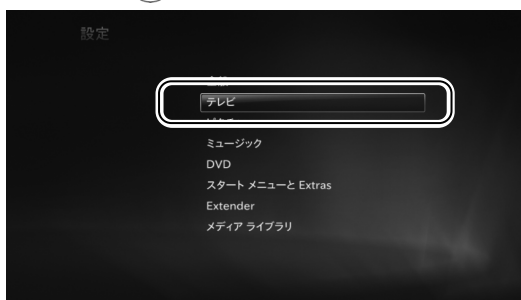 設定
テレビ
ミュージック
DVD
スタート メニューと Extras
Extender
メディア ライブラリ